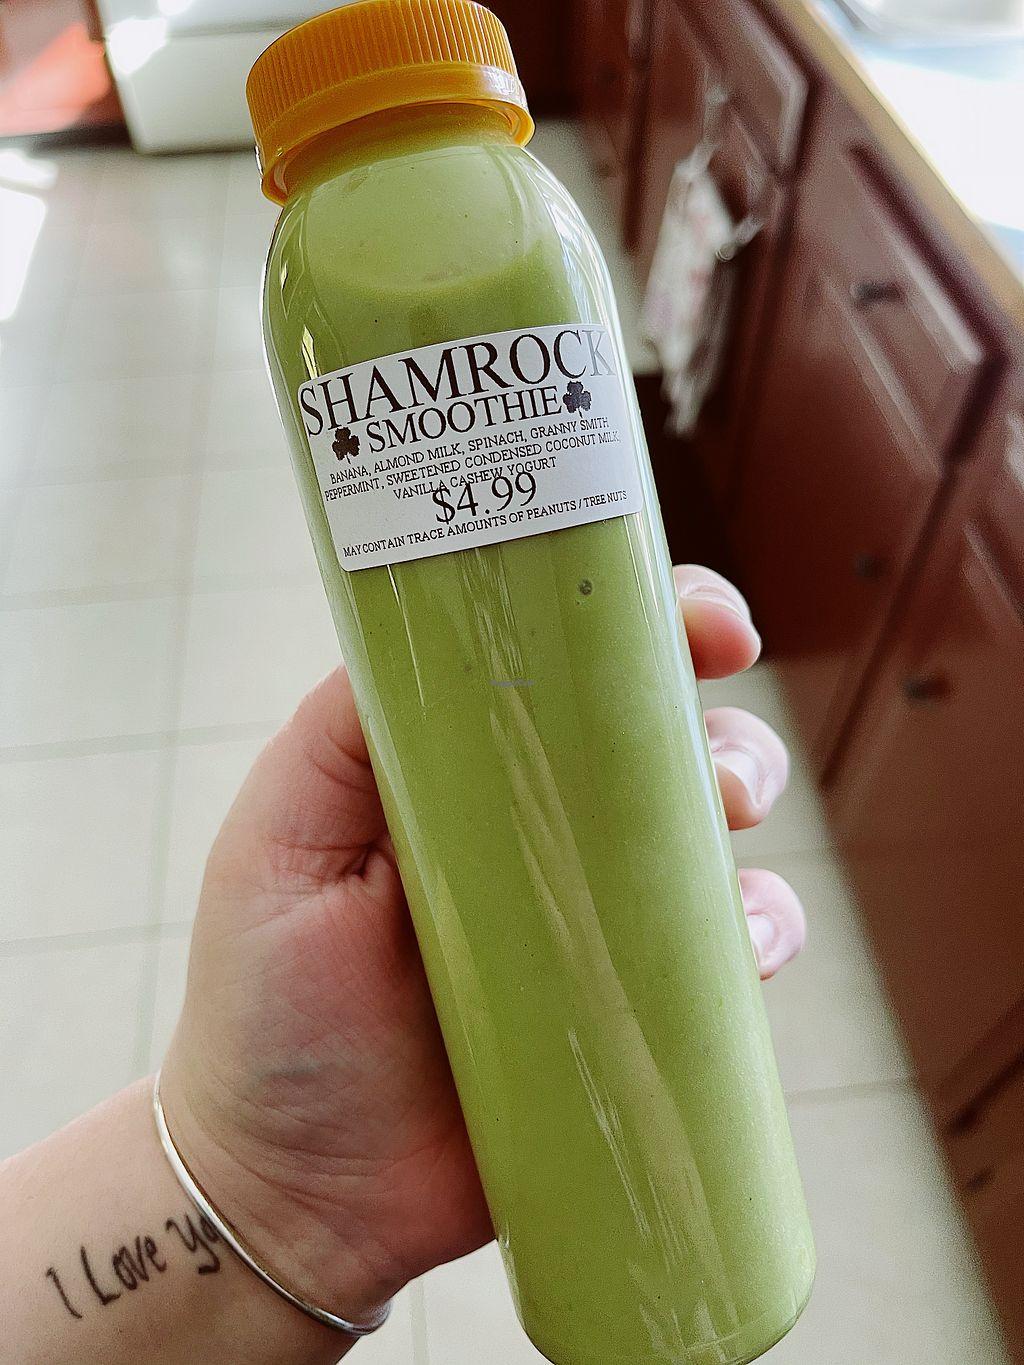 SHAMROCK
SMOOTHIE
BANANA, ALMOND MILK, SPINACH, GRANNY SMITH
PEPPERMINT, SWEETENED CONDENSED COCONUT MILK,
VANILLA CASHEW YOGURT
$4.99
MAY CONTAIN TRACE AMOUNTS OF PEANUTS / TREE NUTS
I Love Yo